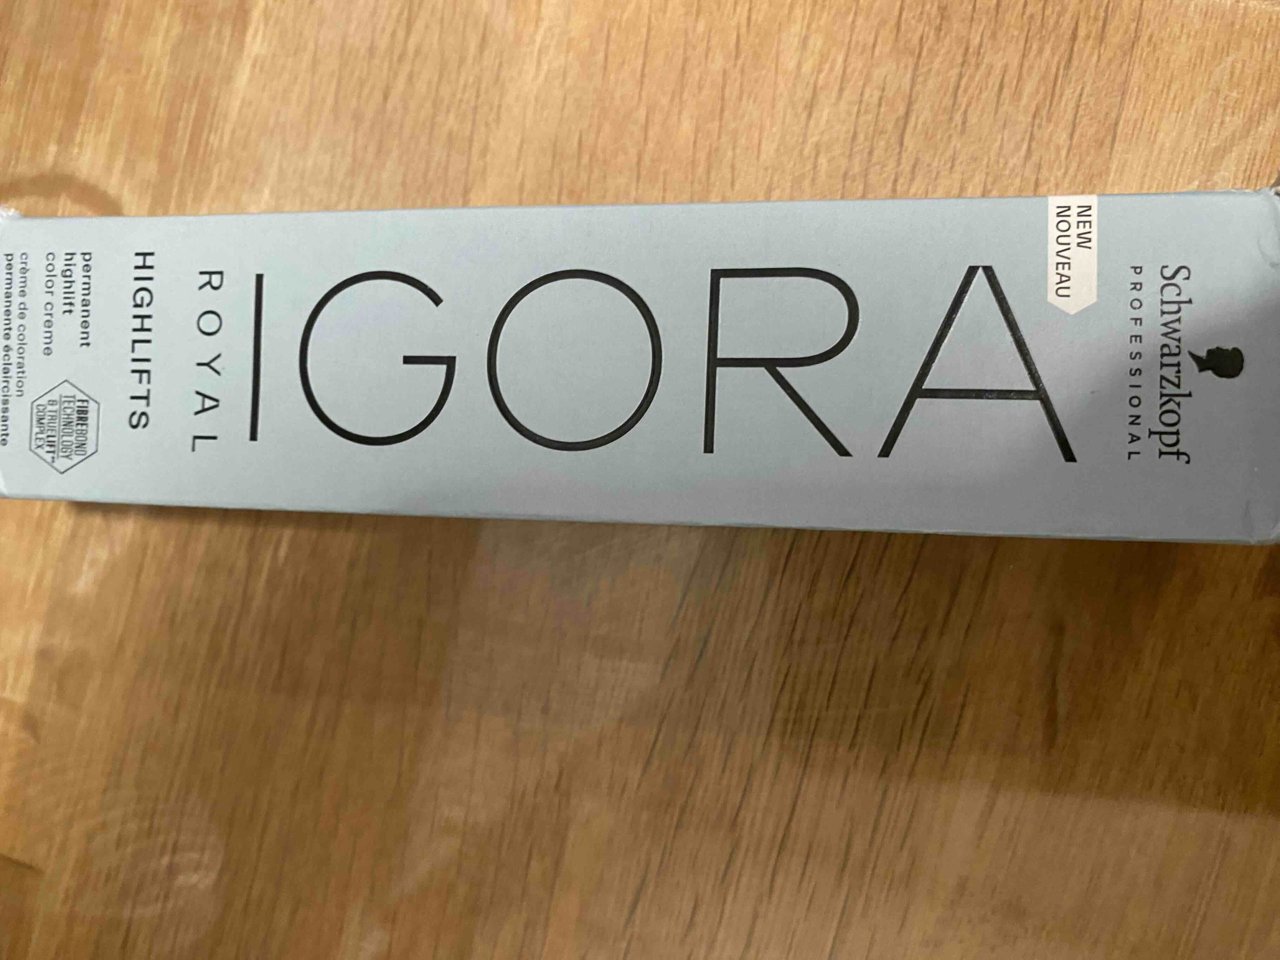 Schwarzkopf
PROFESSIONAL
NEW
NOUVEAU
IGORA
ROYAL
HIGHLIFTS
permanent
highlift
color creme
crème de coloration
permanente éclaircissante
FIBREBOND
TECHNOLOGY
& TRUELIFT™
COMPLEX